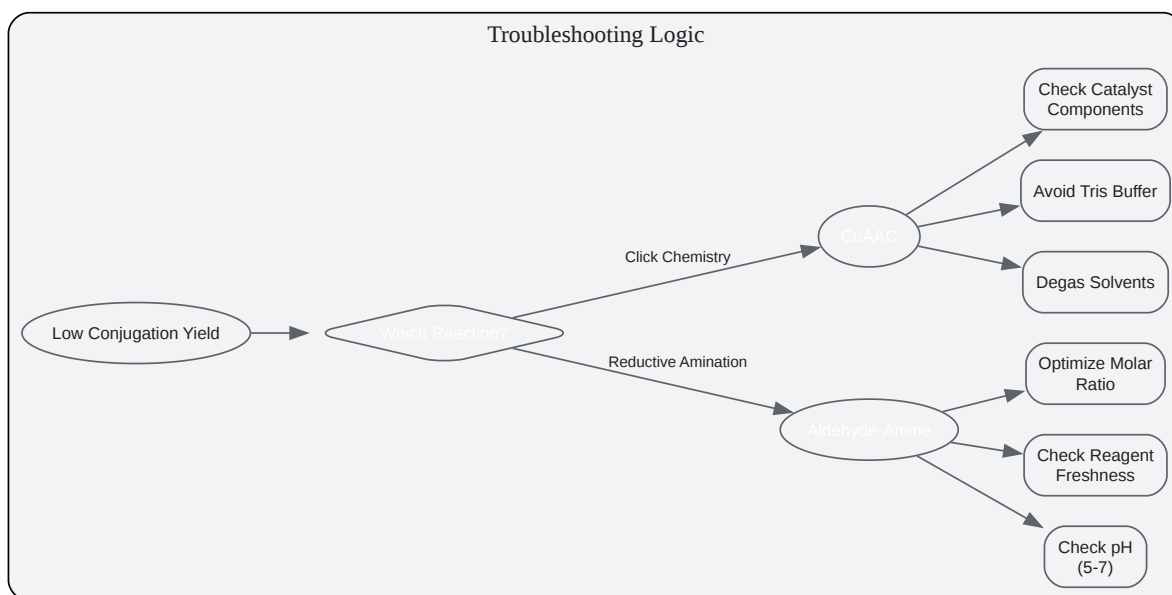 Troubleshooting Logic
Low Conjugation Yield
Which Reaction?
Click Chemistry
Reductive Amination
CuAAC
Aldehyde-Amine
Check Catalyst
Components
Avoid Tris Buffer
Degas Solvents
Optimize Molar
Ratio
Check Reagent
Freshness
Check pH
(5-7)